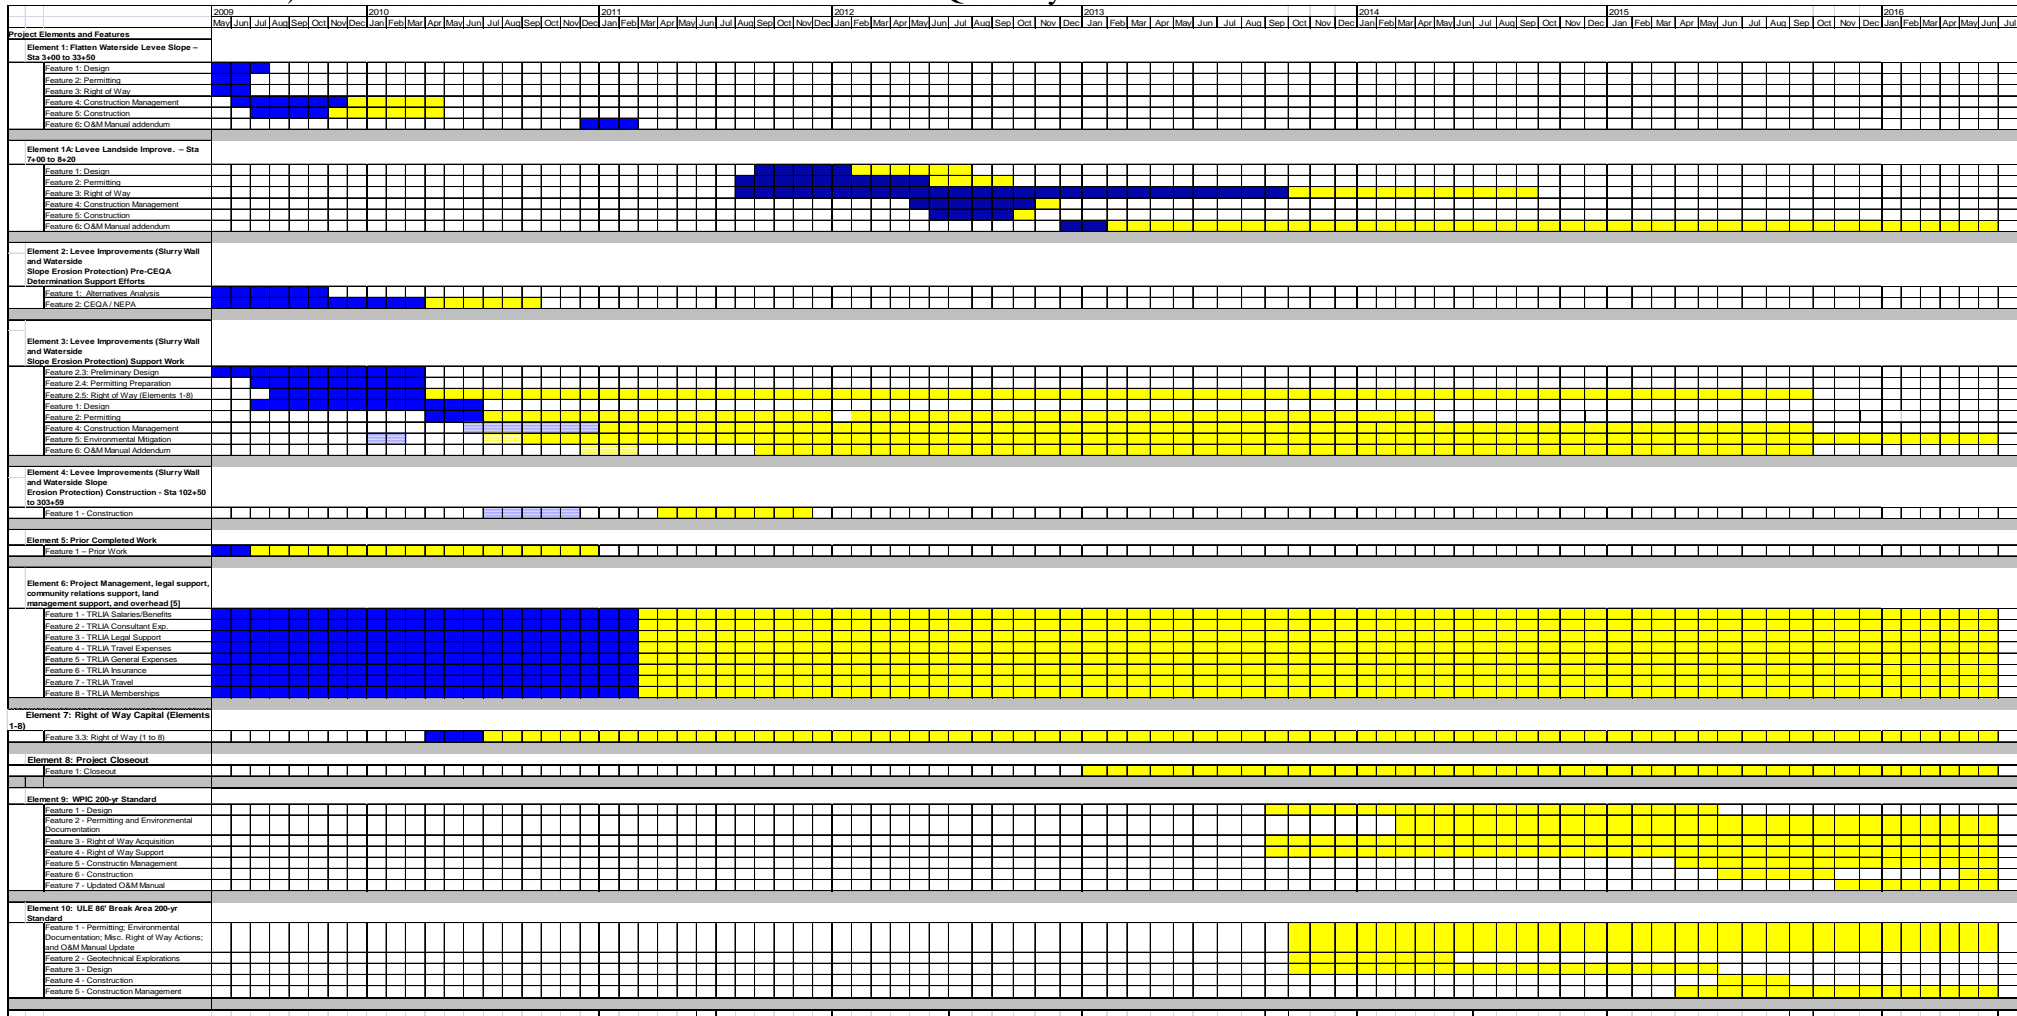 2009 2010 2011 2012 2013 2014 2015 2016
May Jun Jul Aug Sep Oct Nov Dec Jan Feb Mar Apr May Jun Jul Aug Sep Oct Nov Dec Jan Feb Mar Apr May Jun Jul Aug Sep Oct Nov Dec Jan Feb Mar Apr May Jun Jul Aug Sep Oct Nov Dec Jan Feb Mar Apr May Jun Jul Aug Sep Oct Nov Dec Jan Feb Mar Apr May Jun Jul Aug Sep Oct Nov Dec Jan Feb Mar Apr May Jun Jul Aug Sep Oct Nov Dec Jan Feb Mar Apr May Jun Jul
Project Elements and Features
Element 1: Flatten Waterside Levee Slope –
Sta 3+00 to 33+50
Feature 1: Design
Feature 2: Permitting
Feature 3: Right of Way
Feature 4: Construction Management
Feature 5: Construction
Feature 6: O&M Manual addendum
Element 1A: Levee Landside Improve. – Sta
7+00 to 8+20
Feature 1: Design
Feature 2: Permitting
Feature 3: Right of Way
Feature 4: Construction Management
Feature 5: Construction
Feature 6: O&M Manual addendum
Element 2: Levee Improvements (Slurry Wall
and Waterside
Slope Erosion Protection) Pre-CEQA
Determination Support Efforts
Feature 1: Alternatives Analysis
Feature 2: CEQA / NEPA
Element 3: Levee Improvements (Slurry Wall
and Waterside
Slope Erosion Protection) Support Work
Feature 2.3: Preliminary Design
Feature 2.4: Permitting Preparation
Feature 2.5: Right of Way (Elements 1-8)
Feature 1: Design
Feature 2: Permitting
Feature 4: Construction Management
Feature 5: Environmental Mitigation
Feature 6: O&M Manual Addendum
Element 4: Levee Improvements (Slurry Wall
and Waterside Slope
Erosion Protection) Construction - Sta 102+50
to 303+59
Feature 1 - Construction
Element 5: Prior Completed Work
Feature 1 – Prior Work
Element 6: Project Management, legal support,
community relations support, land
management support, and overhead [5]
Feature 1 - TRLIA Salaries/Benefits
Feature 2 - TRLIA Consultant Exp.
Feature 3 - TRLIA Legal Support
Feature 4 - TRLIA Travel Expenses
Feature 5 - TRLIA General Expenses
Feature 6 - TRLIA Insurance
Feature 7 - TRLIA Travel
Feature 8 - TRLIA Memberships
Element 7: Right of Way Capital (Elements
1-8)
Feature 3.3: Right of Way (1 to 8)
Element 8: Project Closeout
Feature 1: Closeout
Element 9: WPIC 200-yr Standard
Feature 1 - Design
Feature 2 - Permitting and Environmental
Documentation
Feature 3 - Right of Way Acquisition
Feature 4 - Right of Way Support
Feature 5 - Constructin Management
Feature 6 - Construction
Feature 7 - Updated O&M Manual
Element 10: ULE 86' Break Area 200-yr
Standard
Feature 1 - Permitting; Environmental
Documentation; Misc. Right of Way Actions;
and O&M Manual Update
Feature 2 - Geotechnical Explorations
Feature 3 - Design
Feature 4 - Construction
Feature 5 - Construction Management